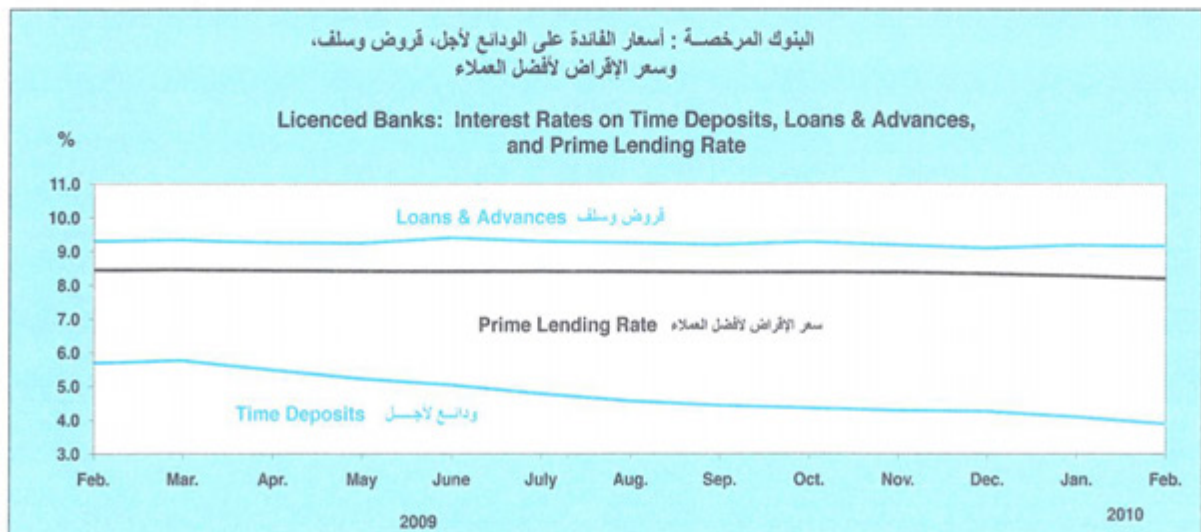 البنوك المرخصة : أسعار الفائدة على الودائع لأجل، قروض وسلف،
وسعر الإقراض لأفضل العملاء
Licenced Banks: Interest Rates on Time Deposits, Loans & Advances,
and Prime Lending Rate
%
11.0
10.0
Loans & Advances قروض وسلف
9.0
8.0
7.0
Prime Lending Rate سعر الإقراض لأفضل العملاء
6.0
5.0
4.0
Time Deposits ودائع لأجل
3.0
Feb. Mar. Apr. May June July Aug. Sep. Oct. Nov. Dec. Jan. Feb.
2009 2010